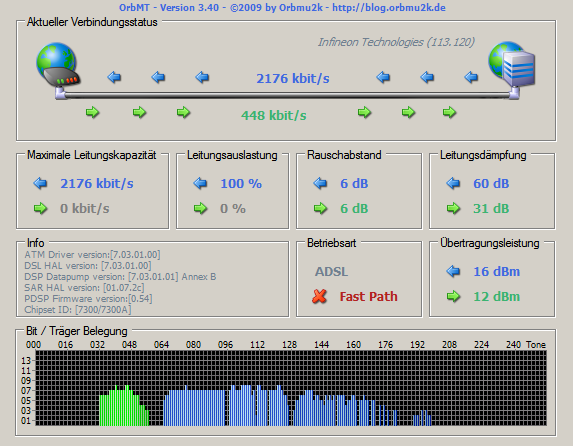 OrbMT - Version 3.40 - ©2009 by Orbmu2k - http://blog.orbmu2k.de
Aktueller Verbindungsstatus
Infineon Technologies (113.120)
2176 kbit/s
448 kbit/s
Maximale Leitungskapazität
2176 kbit/s
0 kbit/s
Leitungsauslastung
100 %
0 %
Rauschabstand
6 dB
6 dB
Leitungsdämpfung
60 dB
31 dB
Info
ATM Driver version:[7.03.01.00]
DSL HAL version: [7.03.01.00]
DSP Datapump version: [7.03.01.01] Annex B
SAR HAL version: [01.07.2c]
PDSP Firmware version:[0.54]
Chipset ID: [7300/7300A]
Betriebsart
ADSL
Fast Path
Übertragungsleistung
16 dBm
12 dBm
Bit / Träger Belegung
000 016 032 048 064 080 096 112 128 144 160 176 192 208 224 240 Tone
13
11
09
07
05
03
01